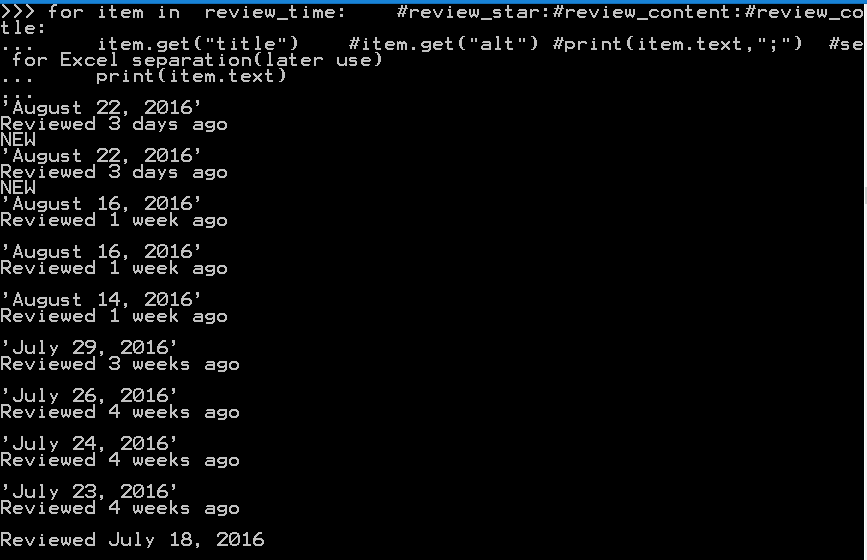 >>> for item in  review_time:    #review_star:#review_content:#review_co
tle:
...     item.get("title")    #item.get("alt") #print(item.text,";")  #se
 for Excel separation(later use)
...     print(item.text)
...
'August 22, 2016'
Reviewed 3 days ago
NEW
'August 22, 2016'
Reviewed 3 days ago
NEW
'August 16, 2016'
Reviewed 1 week ago
'August 16, 2016'
Reviewed 1 week ago
'August 14, 2016'
Reviewed 1 week ago
'July 29, 2016'
Reviewed 3 weeks ago
'July 26, 2016'
Reviewed 4 weeks ago
'July 24, 2016'
Reviewed 4 weeks ago
'July 23, 2016'
Reviewed 4 weeks ago
Reviewed July 18, 2016